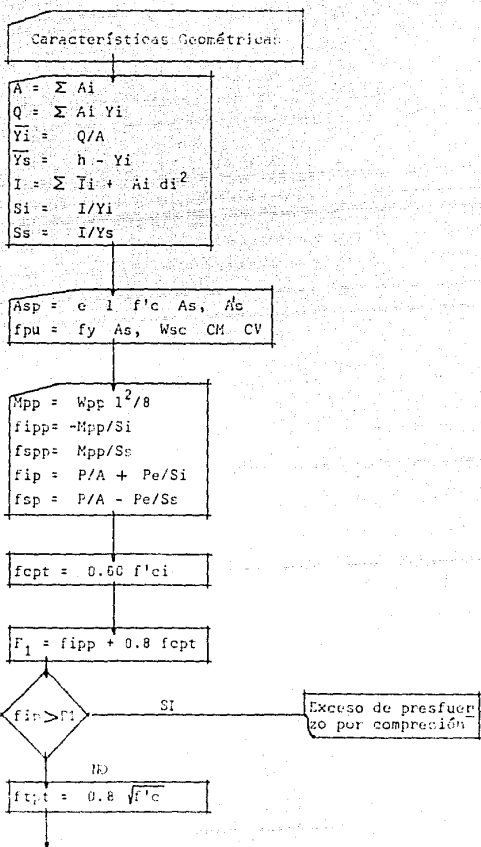 Características Geométricas
A = Σ Ai
Q = Σ Ai Yi
Yi = Q/A
Ys = h - Yi
I = Σ Ii + Ai di²
Si = I/Yi
Ss = I/Ys
Asp = e l f'c As, A's
fpu = fy As, Wsc CM CV
Mpp = Wpp l²/8
fipp= -Mpp/Si
fspp= Mpp/Ss
fip = P/A + Pe/Si
fsp = P/A - Pe/Ss
fcpt = 0.60 f'ci
F₁ = fipp + 0.8 fcpt
fip>F1
SI
Exceso de presfuer
zo por compresión
NO
ftpt = 0.8 √f'c